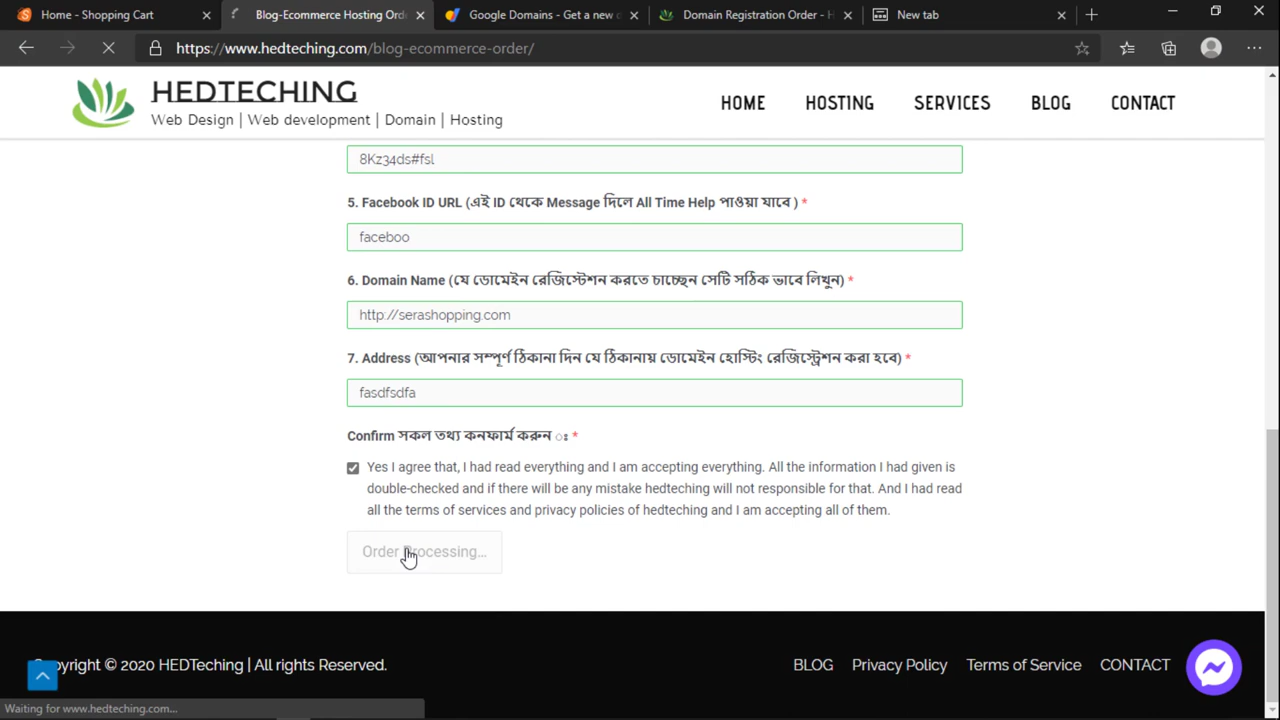 Home - Shopping Cart
Blog-Ecommerce Hosting Ord
Google Domains - Get a new d
Domain Registration Order - H
New tab
https://www.hedteching.com/blog-ecommerce-order/
HEDTECHING
Web Design | Web development | Domain | Hosting
HOME HOSTING SERVICES BLOG CONTACT
8Kz34ds#fsl
5. Facebook ID URL (এই ID থেকে Message দিলে All Time Help পাওয়া যাবে ) *
faceboo
6. Domain Name (যে ডোমেইন রেজিস্টেশন করতে চাচ্ছেন সেটি সঠিক ভাবে লিখুন) *
http://serashopping.com
7. Address (আপনার সম্পূর্ণ ঠিকানা দিন যে ঠিকানায় ডোমেইন হোস্টিং রেজিস্ট্রেশন করা হবে) *
fasdfsdfa
Confirm সকল তথ্য কনফার্ম করুন ঃ *
Yes I agree that, I had read everything and I am accepting everything. All the information I had given is
double-checked and if there will be any mistake hedteching will not responsible for that. And I had read
all the terms of services and privacy policies of hedteching and I am accepting all of them.
Order Processing...
Copyright © 2020 HEDTeching | All rights Reserved.
BLOG Privacy Policy Terms of Service CONTACT
Waiting for www.hedteching.com...